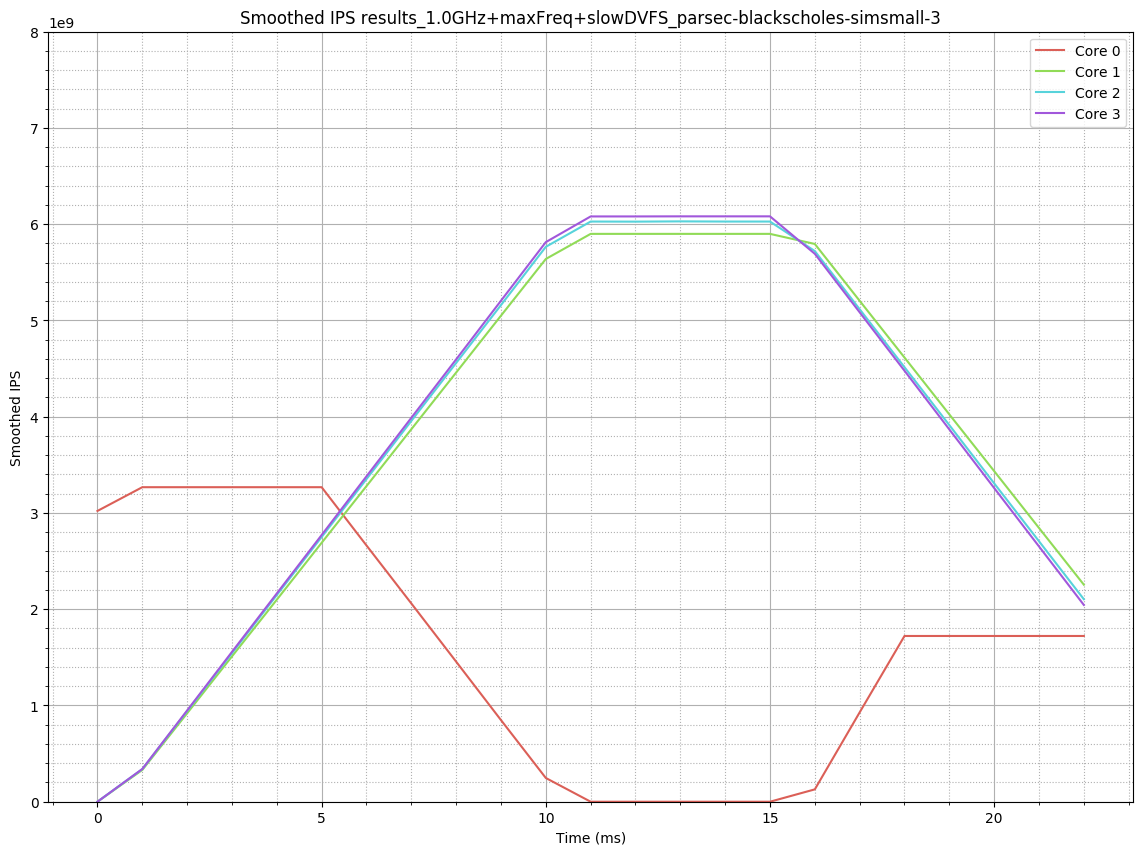 Smoothed IPS results_1.0GHz+maxFreq+slowDVFS_parsec-blackscholes-simsmall-3
1e9
8
7
6
5
4
3
2
1
0
Smoothed IPS
Core 0
Core 1
Core 2
Core 3
0 5 10 15 20
Time (ms)